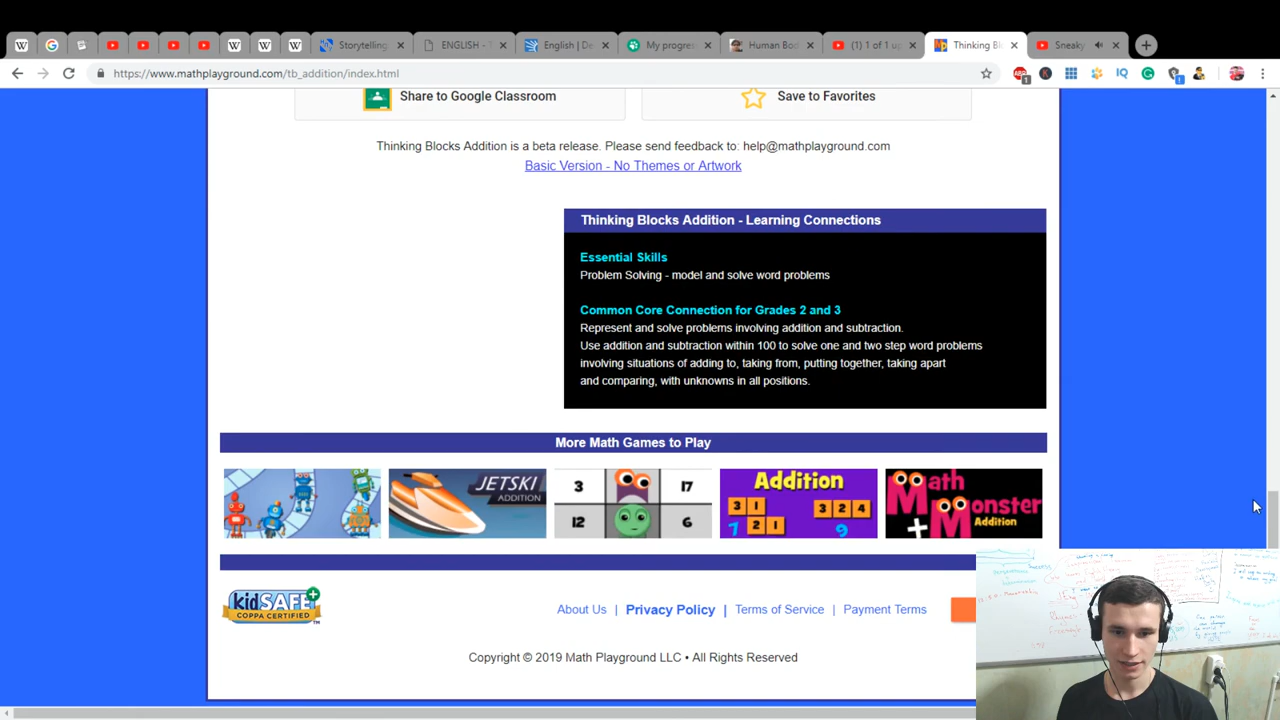 Storytelling
ENGLISH - T
English | De
My progres
Human Bod
(1) 1 of 1 up
Thinking Bl
Sneaky
https://www.mathplayground.com/tb_addition/index.html
Share to Google Classroom
Save to Favorites
Thinking Blocks Addition is a beta release. Please send feedback to: help@mathplayground.com
Basic Version - No Themes or Artwork
Thinking Blocks Addition - Learning Connections
Essential Skills
Problem Solving - model and solve word problems
Common Core Connection for Grades 2 and 3
Represent and solve problems involving addition and subtraction.
Use addition and subtraction within 100 to solve one and two step word problems
involving situations of adding to, taking from, putting together, taking apart
and comparing, with unknowns in all positions.
More Math Games to Play
JETSKI
ADDITION
3 17
12 6
Addition
3 1 3 2 4
7 2 1 9
Math
Monster
+ Addition
kidSAFE
COPPA CERTIFIED
About Us | Privacy Policy | Terms of Service | Payment Terms
Copyright © 2019 Math Playground LLC • All Rights Reserved